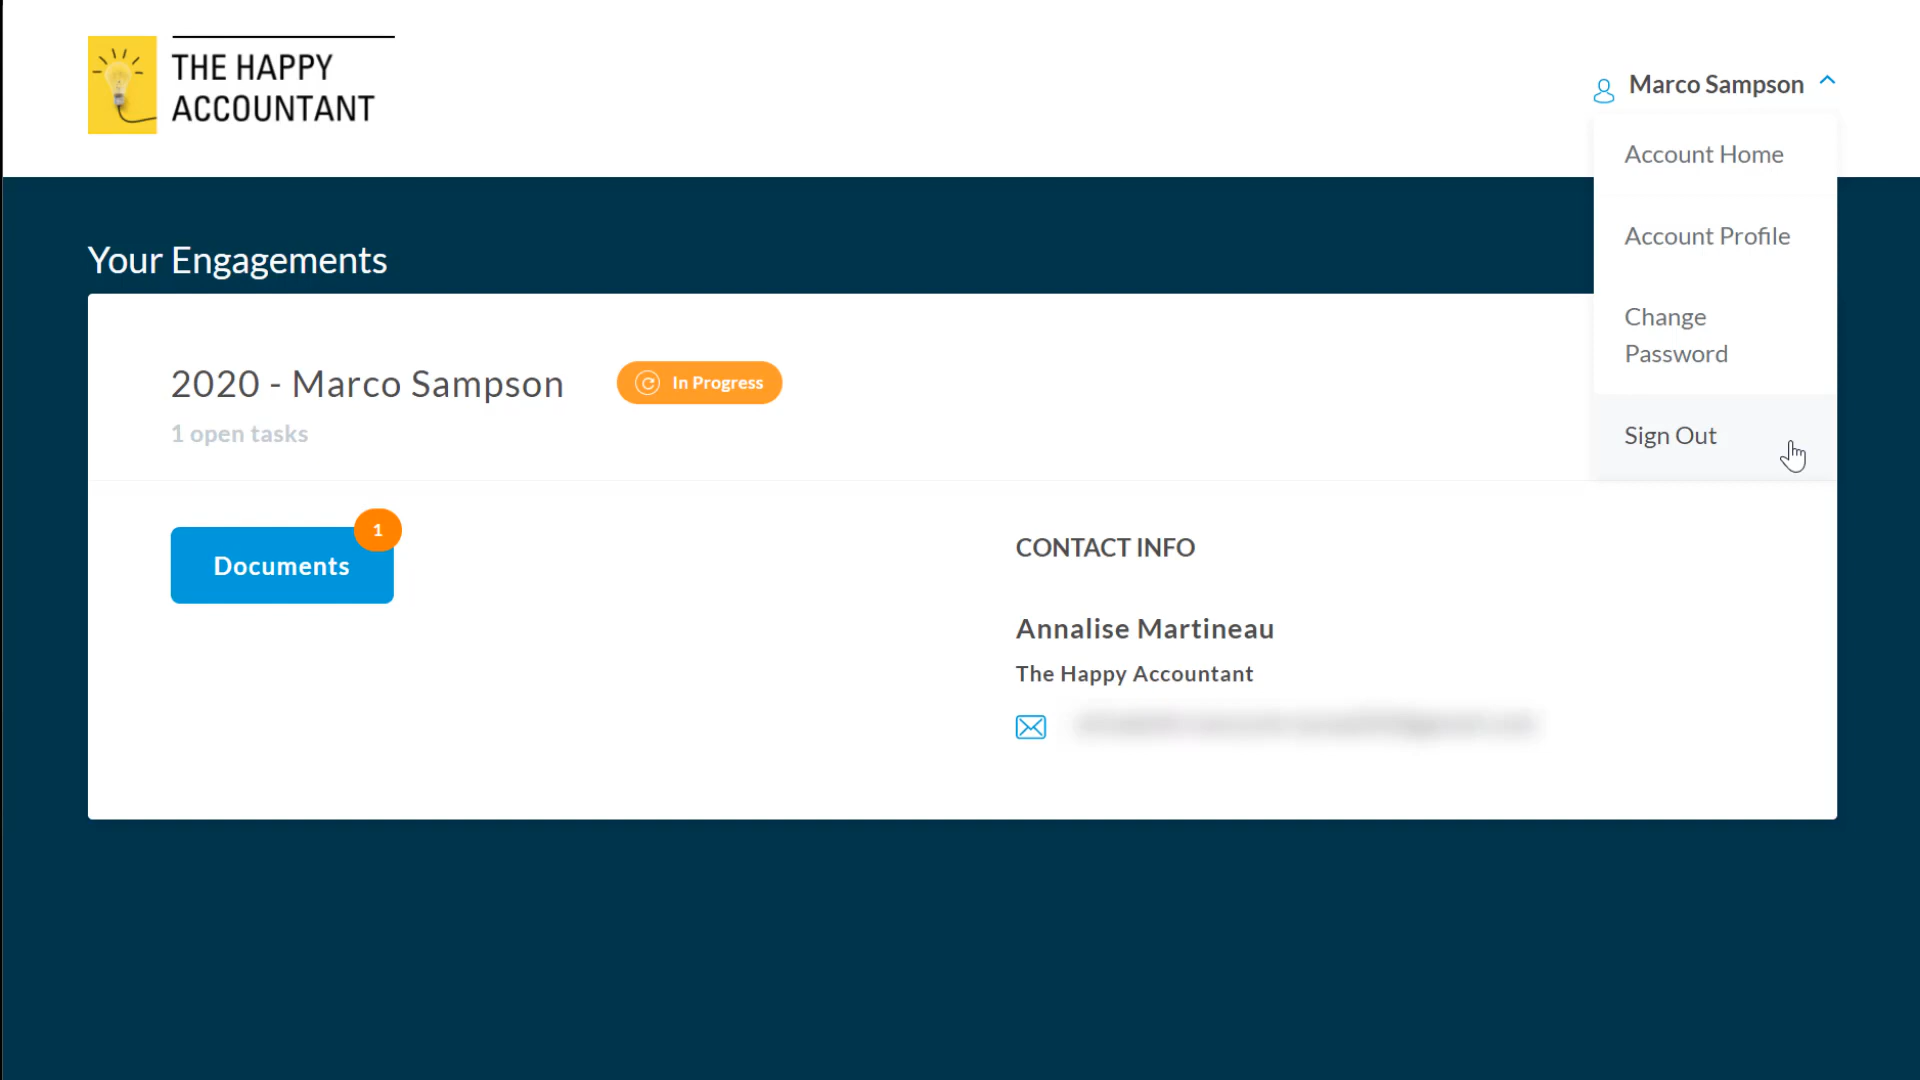 THE HAPPY
ACCOUNTANT
Marco Sampson
Account Home
Account Profile
Change
Password
Sign Out
Your Engagements
2020 - Marco Sampson
In Progress
1 open tasks
1
Documents
CONTACT INFO
Annalise Martineau
The Happy Accountant